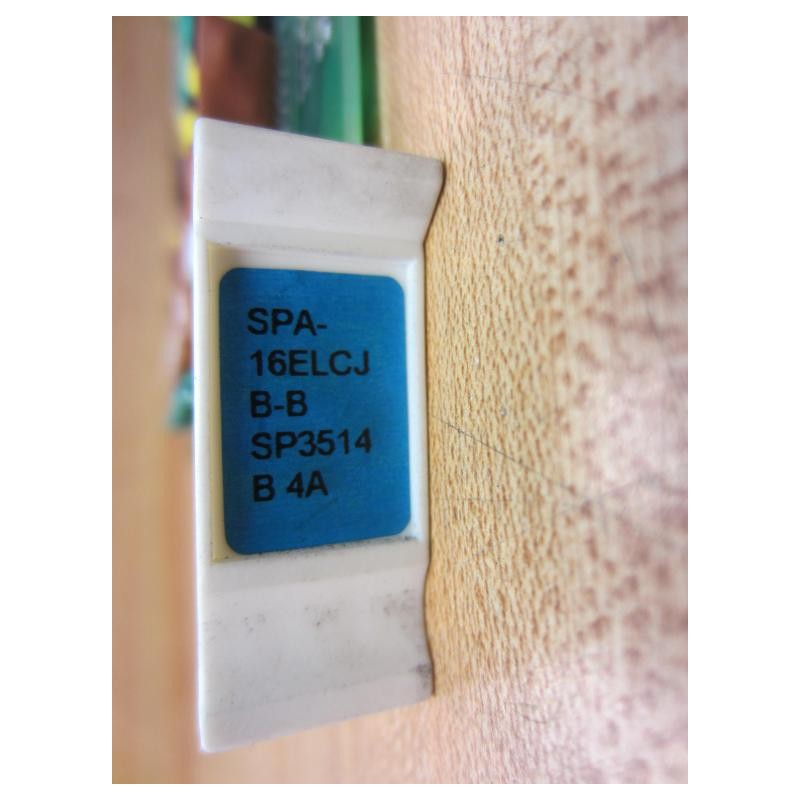 SPA-
16ELCJ
B-B
SP3514
B 4A